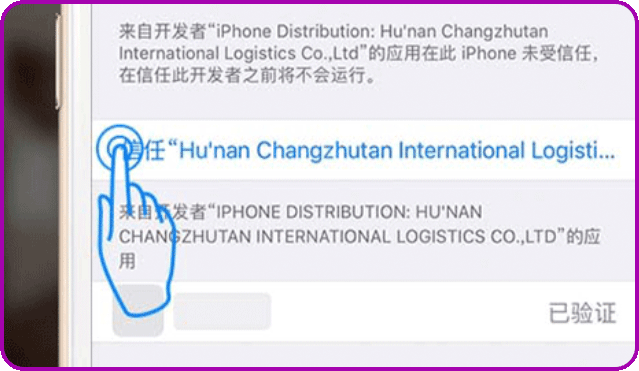 来自开发者“iPhone Distribution: Hu'nan Changzhutan
International Logistics Co.,Ltd”的应用在此 iPhone 未受信任，
在信任此开发者之前将不会运行。
信任“Hu'nan Changzhutan International Logisti...
来自开发者“IPHONE DISTRIBUTION: HU'NAN
CHANGZHUTAN INTERNATIONAL LOGISTICS CO.,LTD”的应
用
已验证